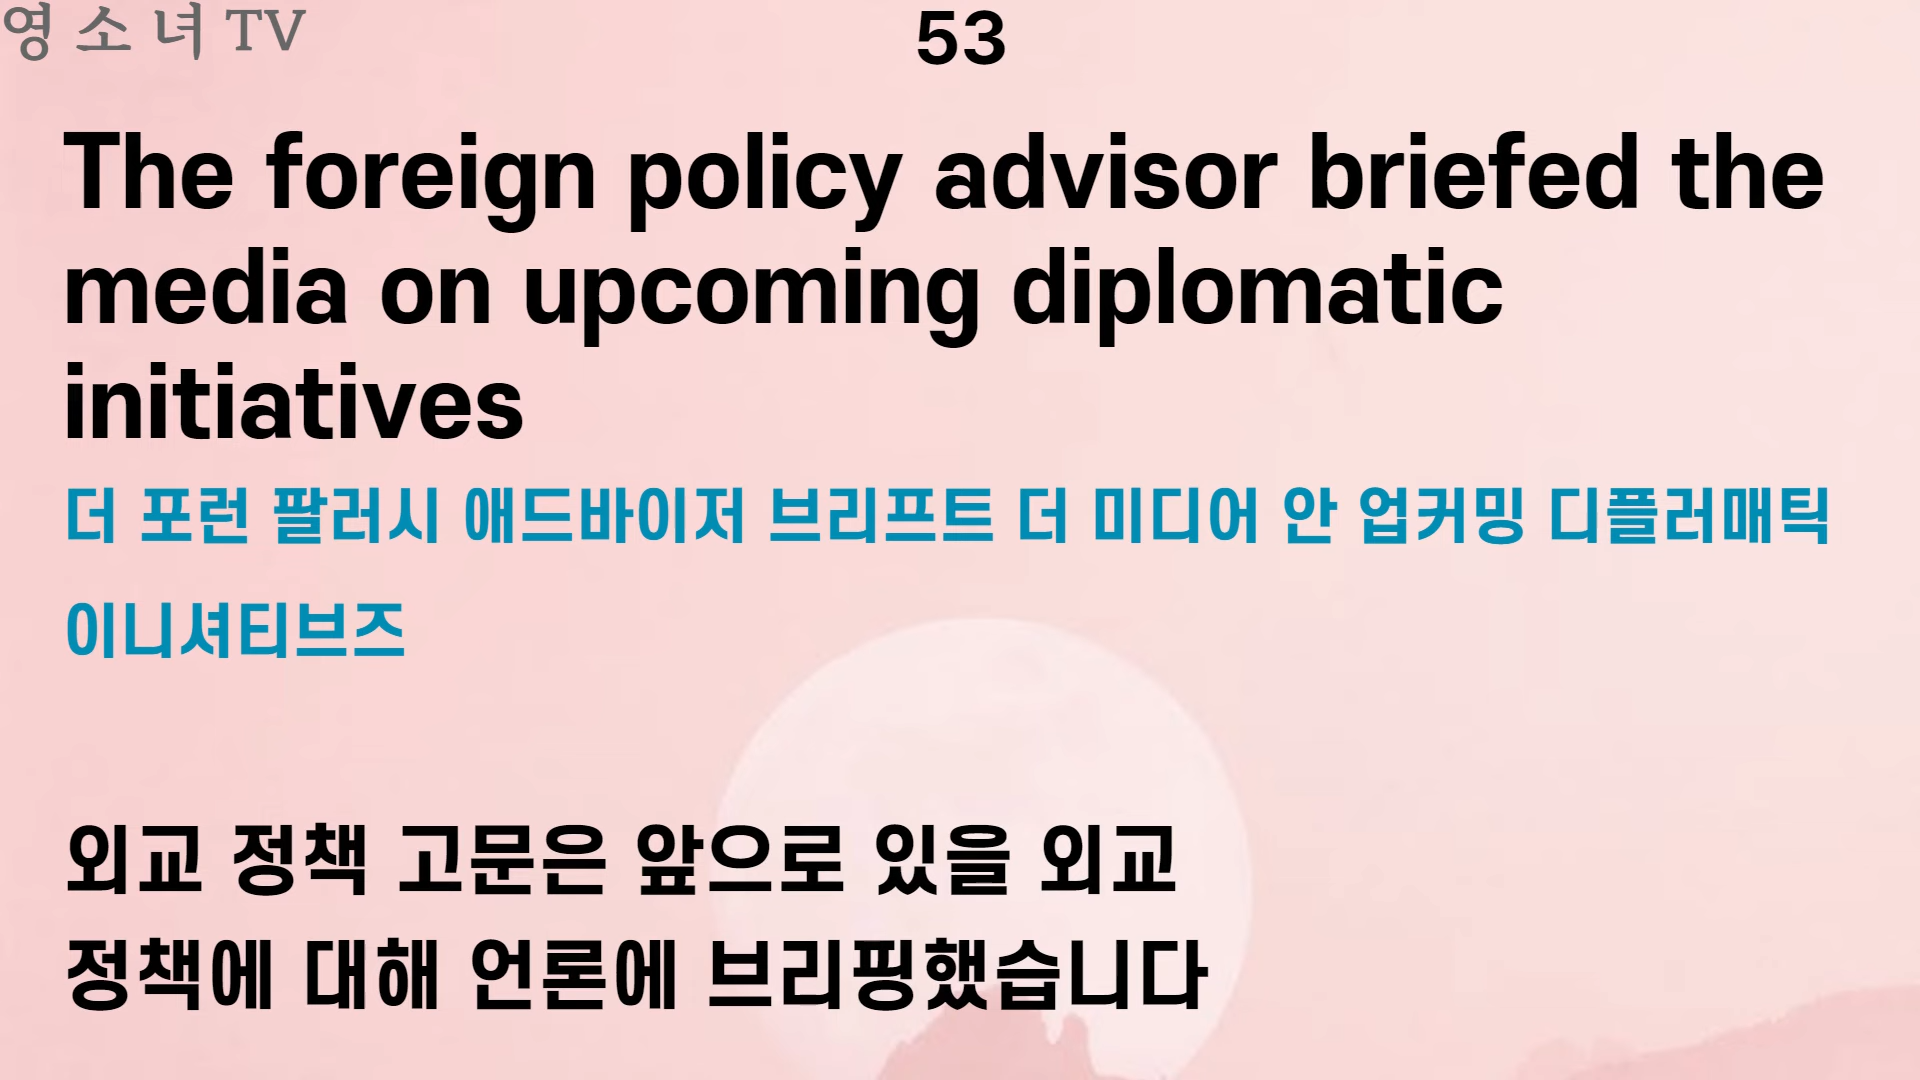 영소녀TV
53
The foreign policy advisor briefed the
media on upcoming diplomatic
initiatives
더 포런 팔러시 애드바이저 브리프트 더 미디어 안 업커밍 디플러매틱
이니셔티브즈
외교 정책 고문은 앞으로 있을 외교
정책에 대해 언론에 브리핑했습니다